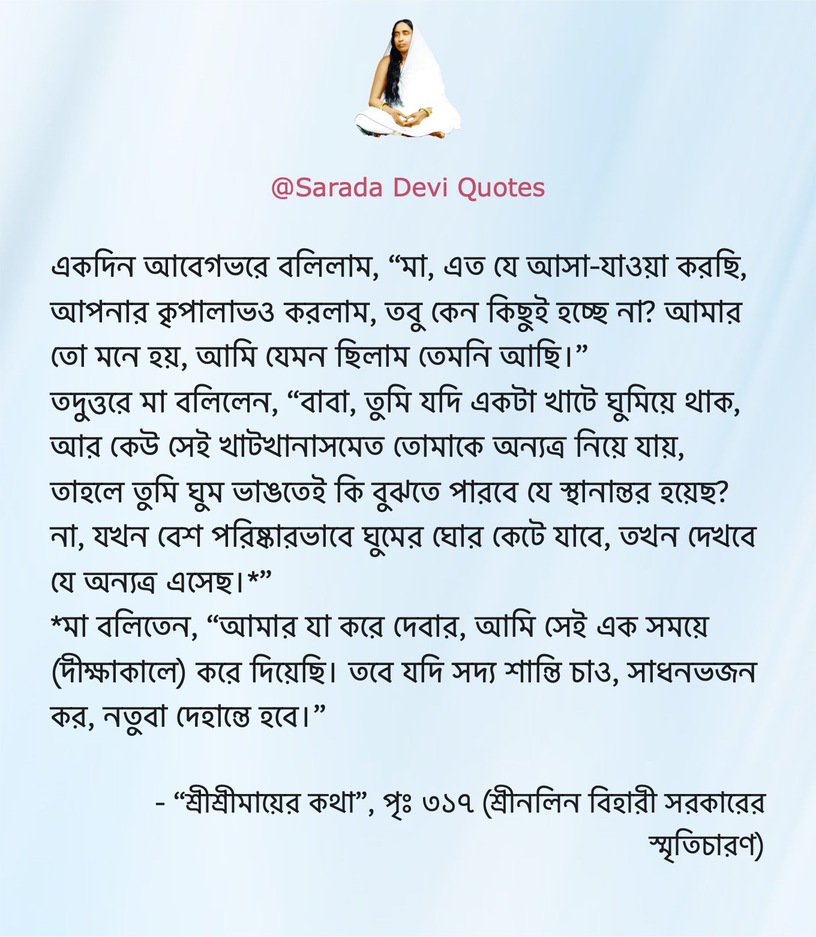 @Sarada Devi Quotes
একদিন আবেগভরে বলিলাম, “মা, এত যে আসা-যাওয়া করছি,
আপনার কৃপালাভও করলাম, তবু কেন কিছুই হচ্ছে না? আমার
তো মনে হয়, আমি যেমন ছিলাম তেমনি আছি।”
তদুত্তরে মা বলিলেন, “বাবা, তুমি যদি একটা খাটে ঘুমিয়ে থাক,
আর কেউ সেই খাটখানাসমেত তোমাকে অন্যত্র নিয়ে যায়,
তাহলে তুমি ঘুম ভাঙতেই কি বুঝতে পারবে যে স্থানান্তর হয়েছ?
না, যখন বেশ পরিষ্কারভাবে ঘুমের ঘোর কেটে যাবে, তখন দেখবে
যে অন্যত্র এসেছ।*”
*মা বলিতেন, “আমার যা করে দেবার, আমি সেই এক সময়ে
(দীক্ষাকালে) করে দিয়েছি। তবে যদি সদ্য শান্তি চাও, সাধনভজন
কর, নতুবা দেহান্তে হবে।”
- “শ্রীশ্রীমায়ের কথা”, পৃঃ ৩১৭ (শ্রীনলিন বিহারী সরকারের
স্মৃতিচারণ)